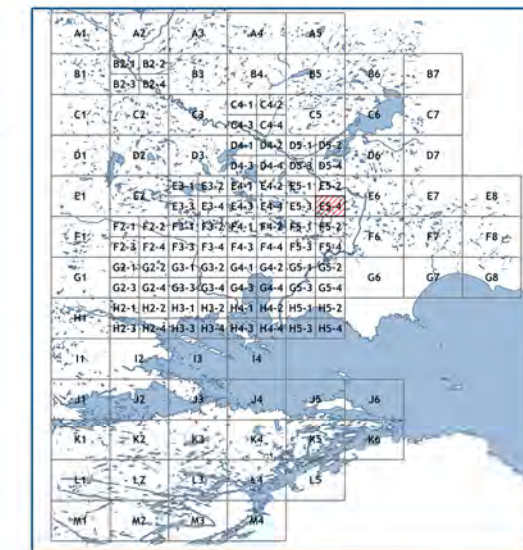 A1 A2 A3 A4 A5
B1 B2-1 B2-2 B3 B4 B5 B6 B7
B2-3 B2-4
C1 C2 C3 C4-1 C4-2 C5 C6 C7
C4-3 C4-4
D1 D2 D3 D4-1 D4-2 D5-1 D5-2 D6 D7
D4-3 D4-4 D5-3 D5-4
E1 E2 E3-1 E3-2 E4-1 E4-2 E5-1 E5-2 E6 E7 E8
E3-3 E3-4 E4-3 E4-4 E5-3 E5-4
F1 F2-1 F2-2 F3-1 F3-2 F4-1 F4-2 F5-1 F5-2 F6 F7 F8
F2-3 F2-4 F3-3 F3-4 F4-3 F4-4 F5-3 F5-4
G1 G2-1 G2-2 G3-1 G3-2 G4-1 G4-2 G5-1 G5-2 G6 G7 G8
G2-3 G2-4 G3-3 G3-4 G4-3 G4-4 G5-3 G5-4
H1 H2-1 H2-2 H3-1 H3-2 H4-1 H4-2 H5-1 H5-2
H2-3 H2-4 H3-3 H3-4 H4-3 H4-4 H5-3 H5-4
I1 I2 I3 I4
J1 J2 J3 J4 J5 J6
K1 K2 K3 K4 K5 K6
L1 L2 L3 L4 L5
M1 M2 M3 M4